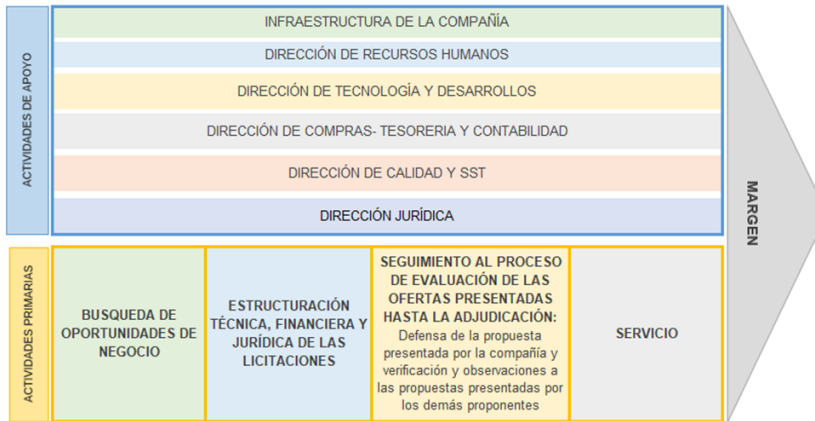 ACTIVIDADES DE APOYO
INFRAESTRUCTURA DE LA COMPAÑÍA
DIRECCIÓN DE RECURSOS HUMANOS
DIRECCIÓN DE TECNOLOGÍA Y DESARROLLOS
DIRECCIÓN DE COMPRAS- TESORERIA Y CONTABILIDAD
DIRECCIÓN DE CALIDAD Y SST
DIRECCIÓN JURÍDICA
MARGEN
ACTIVIDADES PRIMARIAS
BUSQUEDA DE
OPORTUNIDADES DE
NEGOCIO
ESTRUCTURACIÓN
TÉCNICA, FINANCIERA Y
JURÍDICA DE LAS
LICITACIONES
SEGUIMIENTO AL PROCESO
DE EVALUACIÓN DE LAS
OFERTAS PRESENTADAS
HASTA LA ADJUDICACIÓN:
Defensa de la propuesta
presentada por la compañía y
verificación y observaciones a
las propuestas presentadas por
los demás proponentes
SERVICIO